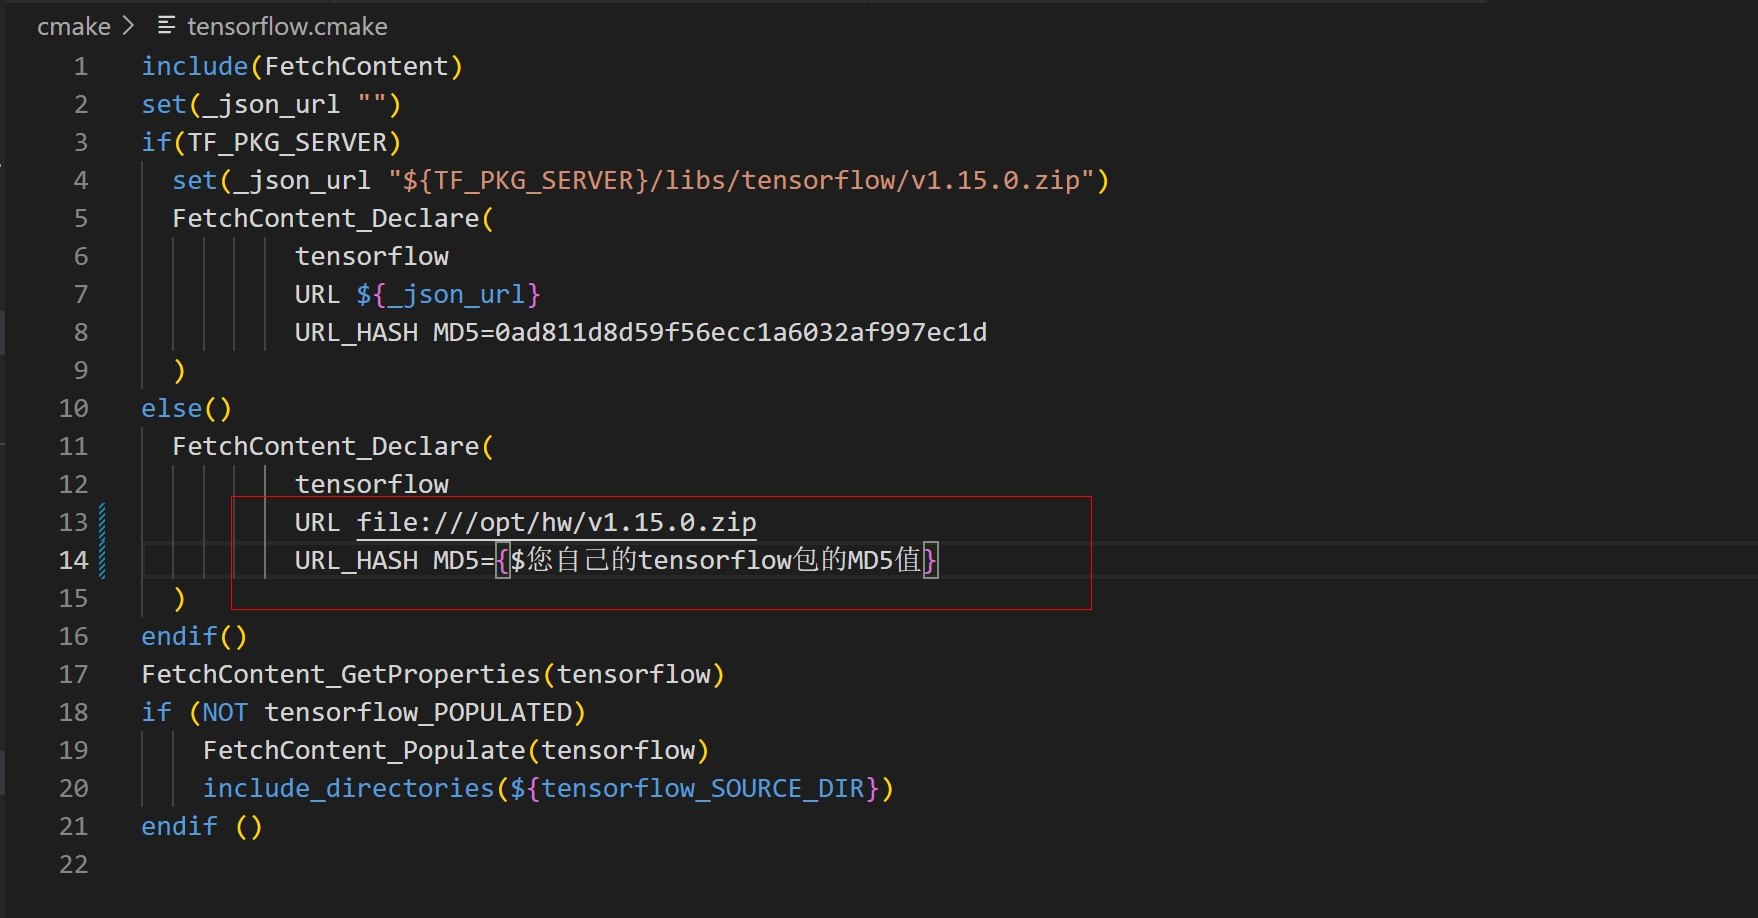 cmake > tensorflow.cmake
1 include(FetchContent)
2 set(_json_url "")
3 if(TF_PKG_SERVER)
4   set(_json_url "${TF_PKG_SERVER}/libs/tensorflow/v1.15.0.zip")
5   FetchContent_Declare(
6           tensorflow
7           URL ${_json_url}
8           URL_HASH MD5=0ad811d8d59f56ecc1a6032af997ec1d
9   )
10 else()
11   FetchContent_Declare(
12           tensorflow
13           URL file:///opt/hw/v1.15.0.zip
14           URL_HASH MD5={$您自己的tensorflow包的MD5值}
15   )
16 endif()
17 FetchContent_GetProperties(tensorflow)
18 if (NOT tensorflow_POPULATED)
19     FetchContent_Populate(tensorflow)
20     include_directories(${tensorflow_SOURCE_DIR})
21 endif ()
22